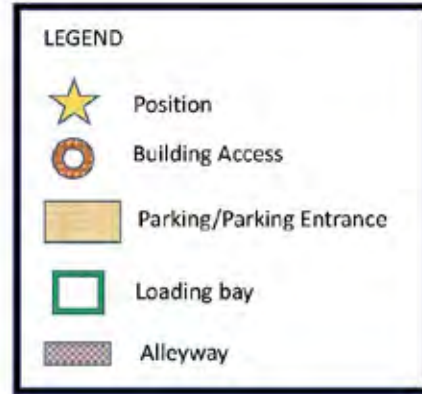 LEGEND
Position
Building Access
Parking/Parking Entrance
Loading bay
Alleyway